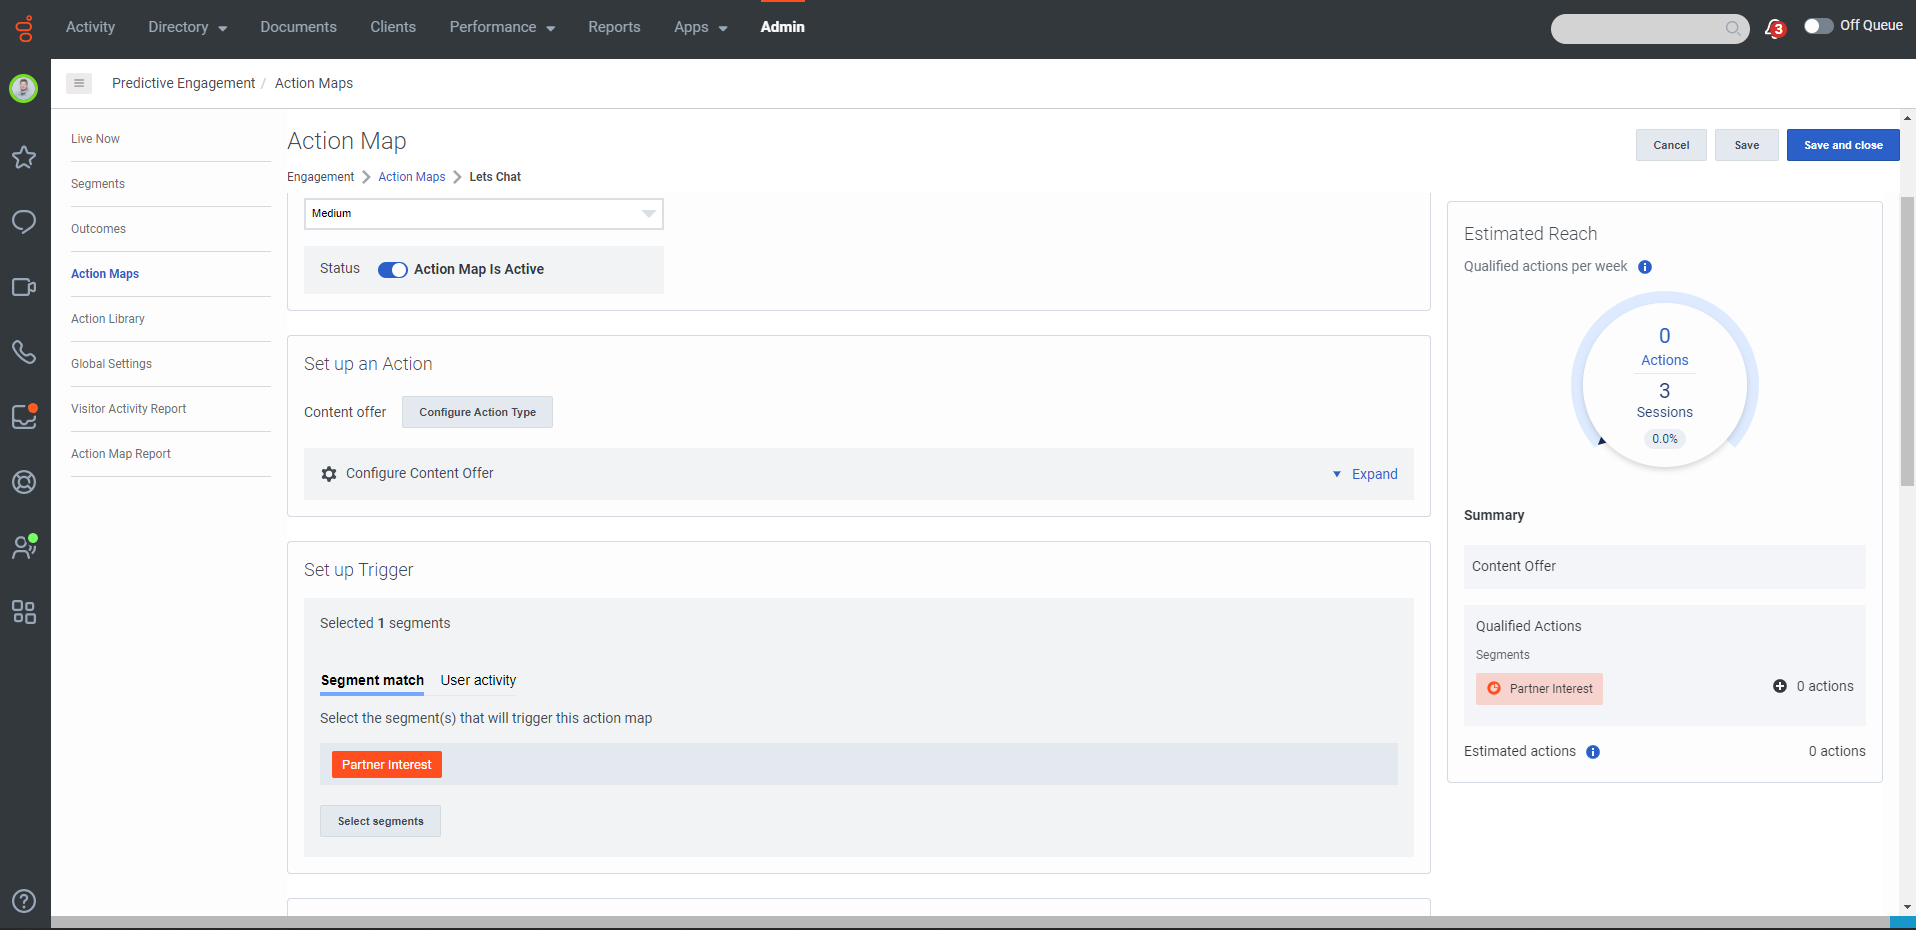 Activity
Directory
Documents
Clients
Performance
Reports
Apps
Admin
3
Off Queue
Predictive Engagement / Action Maps
Live Now
Segments
Outcomes
Action Maps
Action Library
Global Settings
Visitor Activity Report
Action Map Report
Action Map
Cancel
Save
Save and close
Engagement
Action Maps
Lets Chat
Medium
Status
Action Map Is Active
Set up an Action
Content offer
Configure Action Type
Configure Content Offer
Expand
Set up Trigger
Selected 1 segments
Segment match
User activity
Select the segment(s) that will trigger this action map
Partner Interest
Select segments
Estimated Reach
Qualified actions per week
0
Actions
3
Sessions
0.0%
Summary
Content Offer
Qualified Actions
Segments
Partner Interest
0 actions
Estimated actions
0 actions